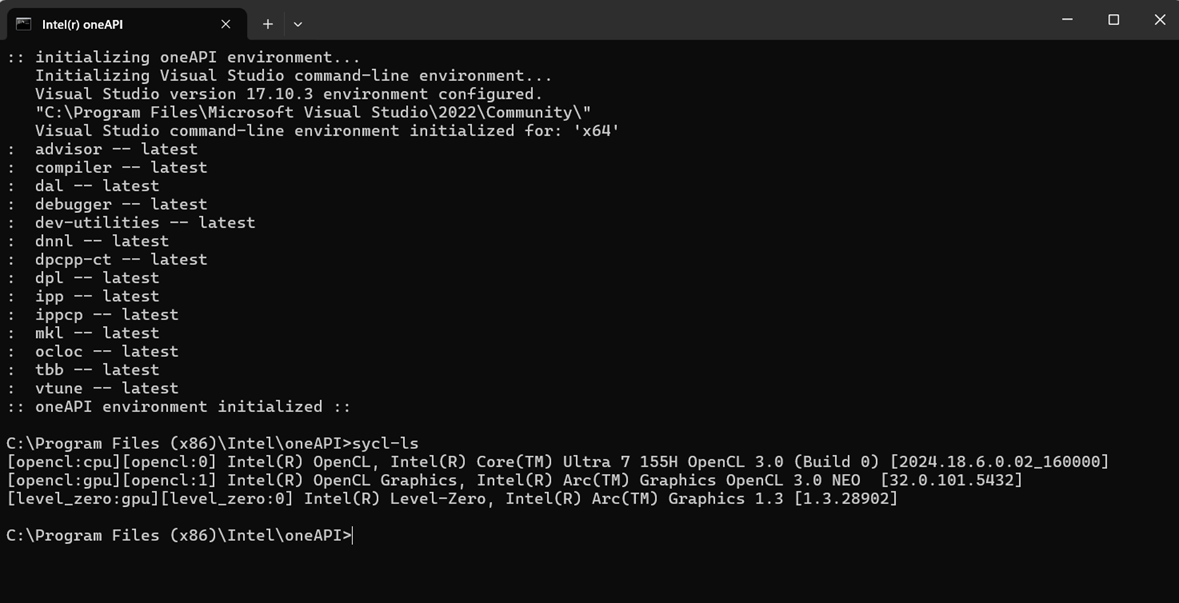 Intel(r) oneAPI
:: initializing oneAPI environment...
   Initializing Visual Studio command-line environment...
   Visual Studio version 17.10.3 environment configured.
   "C:\Program Files\Microsoft Visual Studio\2022\Community\"
   Visual Studio command-line environment initialized for: 'x64'
:  advisor -- latest
:  compiler -- latest
:  dal -- latest
:  debugger -- latest
:  dev-utilities -- latest
:  dnnl -- latest
:  dpcpp-ct -- latest
:  dpl -- latest
:  ipp -- latest
:  ippcp -- latest
:  mkl -- latest
:  ocloc -- latest
:  tbb -- latest
:  vtune -- latest
:: oneAPI environment initialized ::
C:\Program Files (x86)\Intel\oneAPI>sycl-ls
[opencl:cpu][opencl:0] Intel(R) OpenCL, Intel(R) Core(TM) Ultra 7 155H OpenCL 3.0 (Build 0) [2024.18.6.0.02_160000]
[opencl:gpu][opencl:1] Intel(R) OpenCL Graphics, Intel(R) Arc(TM) Graphics OpenCL 3.0 NEO  [32.0.101.5432]
[level_zero:gpu][level_zero:0] Intel(R) Level-Zero, Intel(R) Arc(TM) Graphics 1.3 [1.3.28902]
C:\Program Files (x86)\Intel\oneAPI>